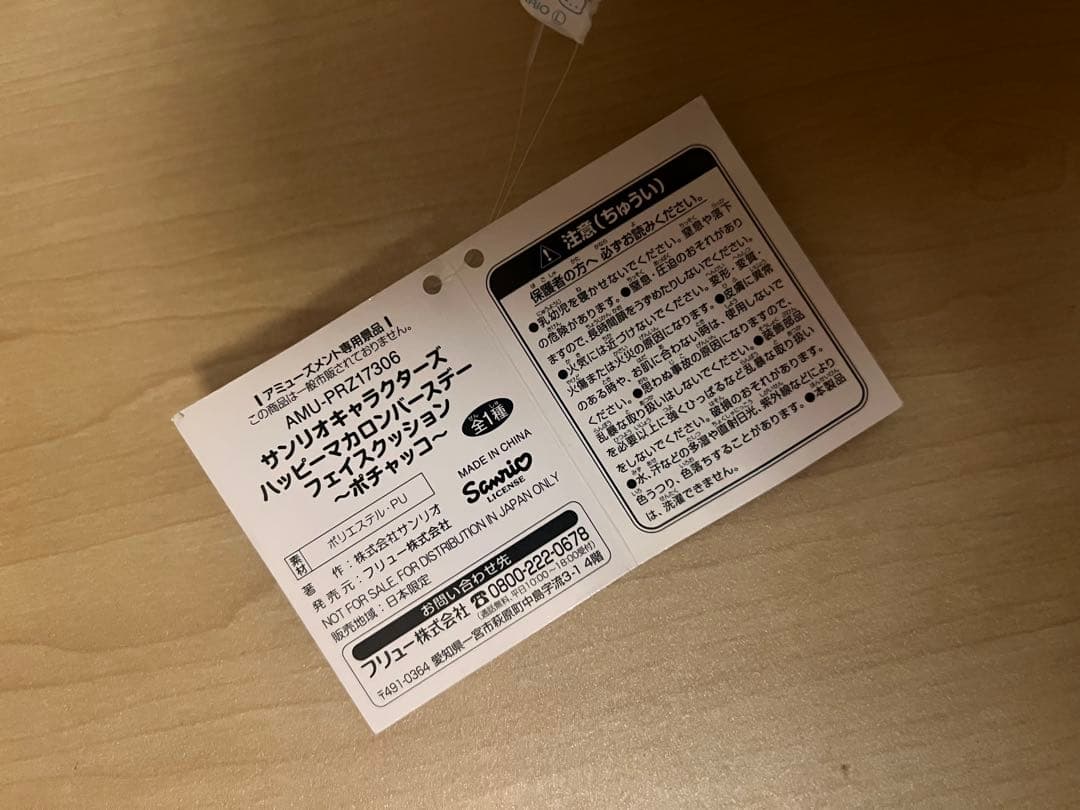 アミューズメント専用景品
この商品は一般市販されておりません。
AMU-PRZ17306
サンリオキャラクターズ
ハッピーマカロンバースデー
フェイスクッション
～ポチャッコ～
全1種
素材
ポリエステル・PU
MADE IN CHINA
Sanrio
LICENSE
著 作：株式会社サンリオ
発売元：フリュー株式会社
NOT FOR SALE. FOR DISTRIBUTION IN JAPAN ONLY
販売地域：日本限定
お問い合わせ先
フリュー株式会社 ☎0800-222-0678
(通話無料、平日10:00～18:00受付)
〒491-0364 愛知県一宮市萩原町中島字流3-1 4階
注意(ちゅうい)
保護者の方へ 必ずお読みください。
●乳幼児を寝かせないでください。窒息や落下
の危険があります。●窒息・圧迫のおそれがあり
ますので、長時間顔をうずめたりしないでください。
●火気には近づけないでください。変形・変質・
火傷または火災の原因になります。●皮膚に異常
のある時や、お肌に合わない時は、使用しないで
ください。●思わぬ事故の原因になりますので、
乱暴な取り扱いはしないでください。●装飾部品
を必要以上に強くひっぱるなど乱暴な取り扱い
をしないでください。破損のおそれがあります。
●水、汗などの多湿や直射日光、紫外線などにより
色うつり、色落ちすることがあります。●本製品
は、洗濯できません。